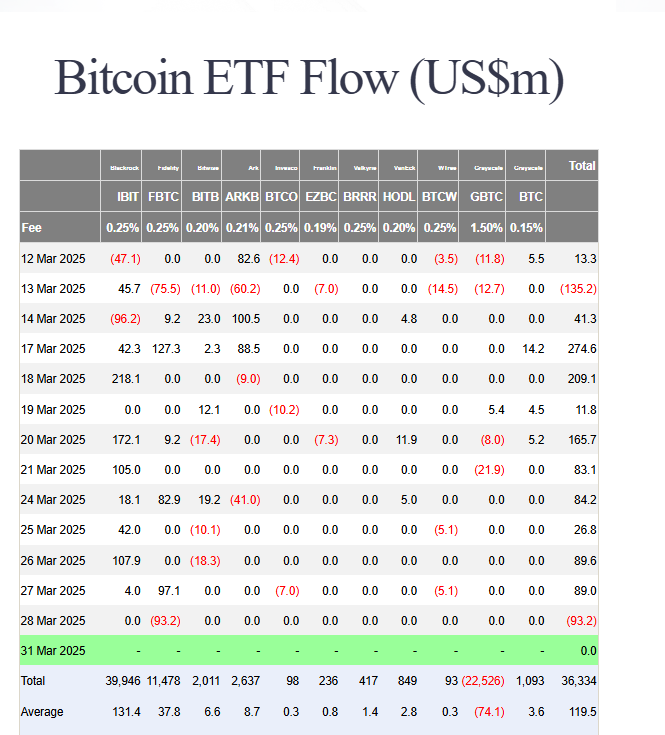 Bitcoin ETF Flow (US$m)
Blackrock Fidelity Bitwise Ark Invesco Franklin Valkyrie VanEck WTree Grayscale Grayscale Total
IBIT FBTC BITB ARKB BTCO EZBC BRRR HODL BTCW GBTC BTC
Fee 0.25% 0.25% 0.20% 0.21% 0.25% 0.19% 0.25% 0.20% 0.25% 1.50% 0.15%
12 Mar 2025 (47.1) 0.0 0.0 82.6 (12.4) 0.0 0.0 0.0 (3.5) (11.8) 5.5 13.3
13 Mar 2025 45.7 (75.5) (11.0) (60.2) 0.0 (7.0) 0.0 0.0 (14.5) (12.7) 0.0 (135.2)
14 Mar 2025 (96.2) 9.2 23.0 100.5 0.0 0.0 0.0 4.8 0.0 0.0 0.0 41.3
17 Mar 2025 42.3 127.3 2.3 88.5 0.0 0.0 0.0 0.0 0.0 0.0 14.2 274.6
18 Mar 2025 218.1 0.0 0.0 (9.0) 0.0 0.0 0.0 0.0 0.0 0.0 0.0 209.1
19 Mar 2025 0.0 0.0 12.1 0.0 (10.2) 0.0 0.0 0.0 0.0 5.4 4.5 11.8
20 Mar 2025 172.1 9.2 (17.4) 0.0 0.0 (7.3) 0.0 11.9 0.0 (8.0) 5.2 165.7
21 Mar 2025 105.0 0.0 0.0 0.0 0.0 0.0 0.0 0.0 0.0 (21.9) 0.0 83.1
24 Mar 2025 18.1 82.9 19.2 (41.0) 0.0 0.0 0.0 5.0 0.0 0.0 0.0 84.2
25 Mar 2025 42.0 0.0 (10.1) 0.0 0.0 0.0 0.0 0.0 (5.1) 0.0 0.0 26.8
26 Mar 2025 107.9 0.0 (18.3) 0.0 0.0 0.0 0.0 0.0 0.0 0.0 0.0 89.6
27 Mar 2025 4.0 97.1 0.0 0.0 (7.0) 0.0 0.0 0.0 (5.1) 0.0 0.0 89.0
28 Mar 2025 0.0 (93.2) 0.0 0.0 0.0 0.0 0.0 0.0 0.0 0.0 0.0 (93.2)
31 Mar 2025 - - - - - - - - - - - 0.0
Total 39,946 11,478 2,011 2,637 98 236 417 849 93 (22,526) 1,093 36,334
Average 131.4 37.8 6.6 8.7 0.3 0.8 1.4 2.8 0.3 (74.1) 3.6 119.5